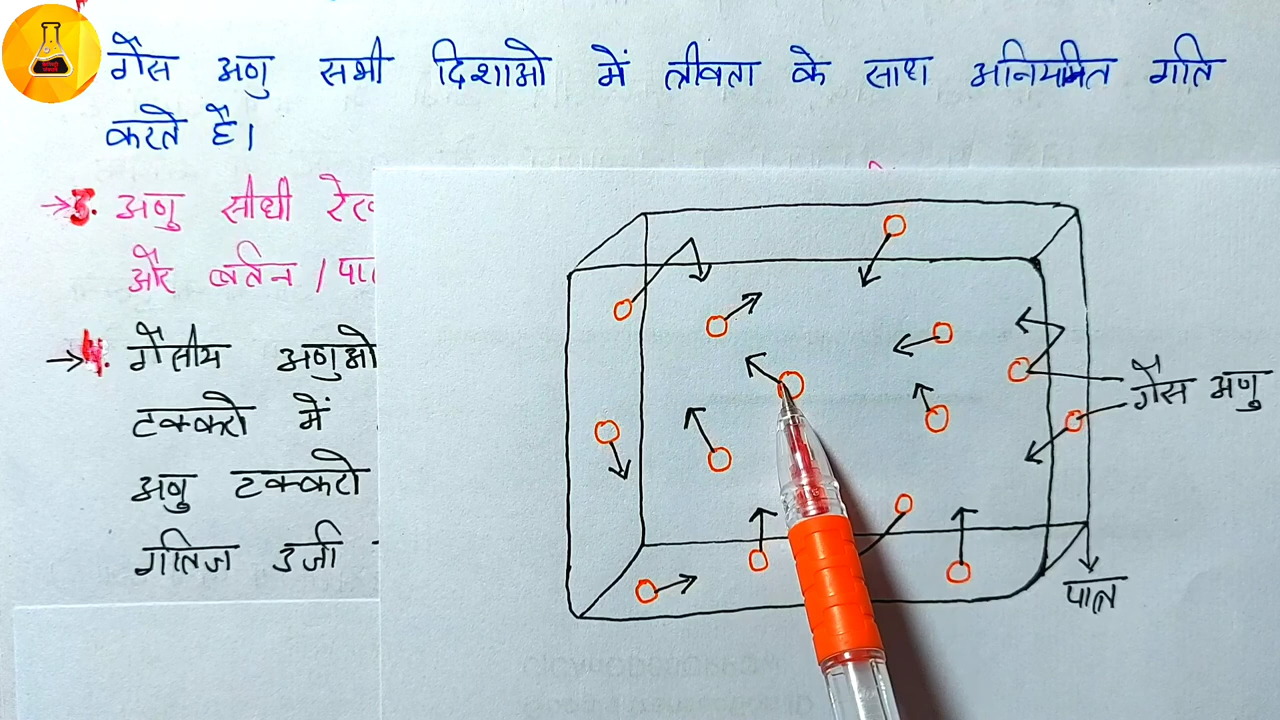 गैस अणु सभी दिशाओ में तीव्रता के साथ अनियमित गति
करते है।
→3. अणु सीधी
और बर्तन /
→4. गैसीय अणुओ
टक्करो में
अणु टक्करो
गतिज उर्जा
गैस अणु
पात्र